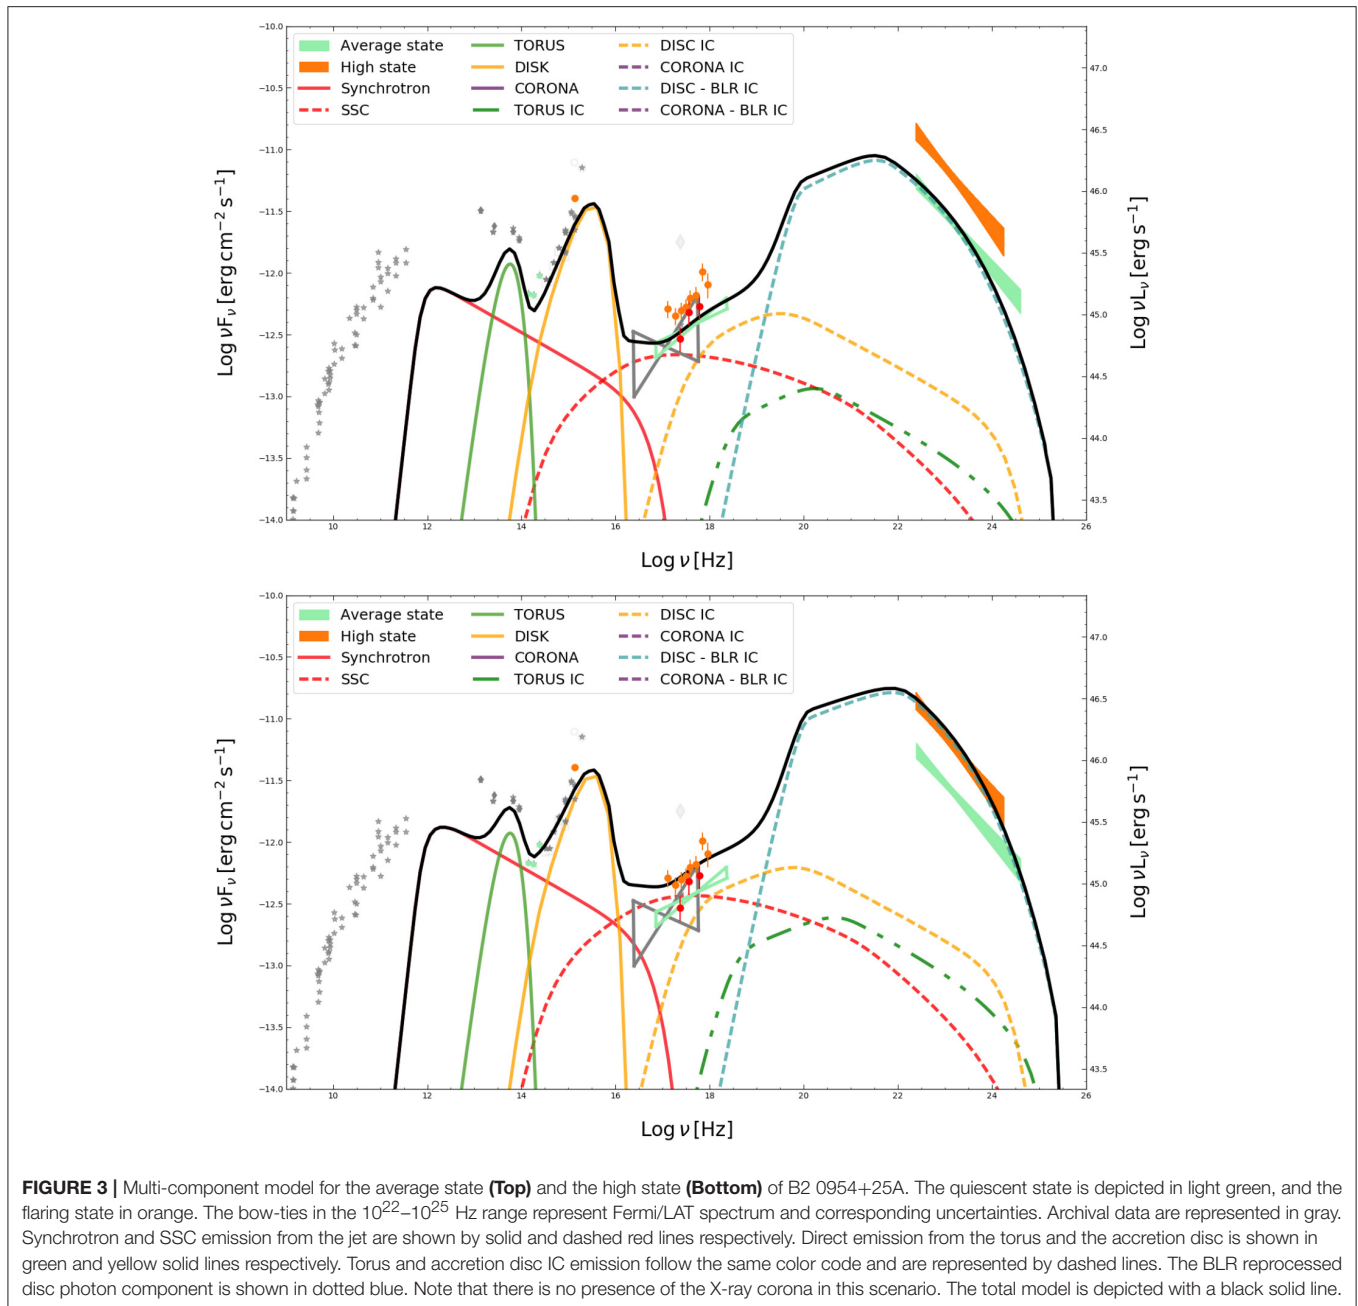 Average state
High state
Synchrotron
SSC
TORUS
DISK
CORONA
TORUS IC
DISC IC
CORONA IC
DISC - BLR IC
CORONA - BLR IC
−10.0
−10.5
−11.0
−11.5
−12.0
−12.5
−13.0
−13.5
−14.0
Log νFν [erg cm−2 s−1]
47.0
46.5
46.0
45.5
45.0
44.5
44.0
43.5
Log νLν [erg s−1]
10 12 14 16 18 20 22 24 26
Log ν [Hz]
Average state
High state
Synchrotron
SSC
TORUS
DISK
CORONA
TORUS IC
DISC IC
CORONA IC
DISC - BLR IC
CORONA - BLR IC
−10.0
−10.5
−11.0
−11.5
−12.0
−12.5
−13.0
−13.5
−14.0
Log νFν [erg cm−2 s−1]
47.0
46.5
46.0
45.5
45.0
44.5
44.0
43.5
Log νLν [erg s−1]
10 12 14 16 18 20 22 24 26
Log ν [Hz]
FIGURE 3 | Multi-component model for the average state (Top) and the high state (Bottom) of B2 0954+25A. The quiescent state is depicted in light green, and the
flaring state in orange. The bow-ties in the 10^22–10^25 Hz range represent Fermi/LAT spectrum and corresponding uncertainties. Archival data are represented in gray.
Synchrotron and SSC emission from the jet are shown by solid and dashed red lines respectively. Direct emission from the torus and the accretion disc is shown in
green and yellow solid lines respectively. Torus and accretion disc IC emission follow the same color code and are represented by dashed lines. The BLR reprocessed
disc photon component is shown in dotted blue. Note that there is no presence of the X-ray corona in this scenario. The total model is depicted with a black solid line.